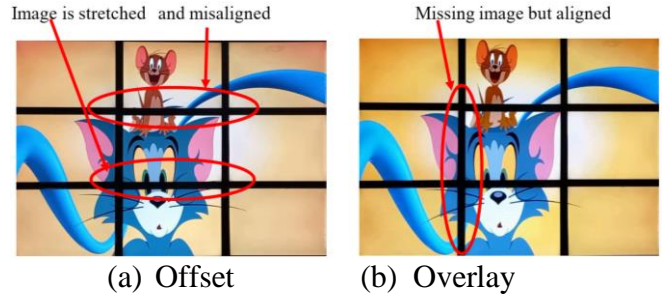 Image is stretched and misaligned
Missing image but aligned
(a) Offset
(b) Overlay